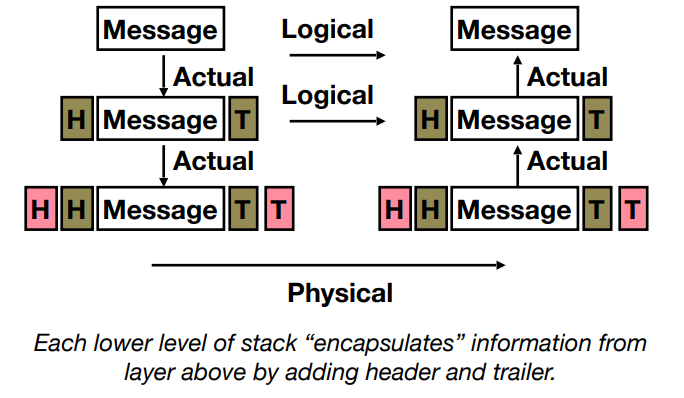 Message Logical Message
Actual Actual
Logical
H Message T H Message T
Actual Actual
H H Message T T H H Message T T
Physical
Each lower level of stack “encapsulates” information from
layer above by adding header and trailer.